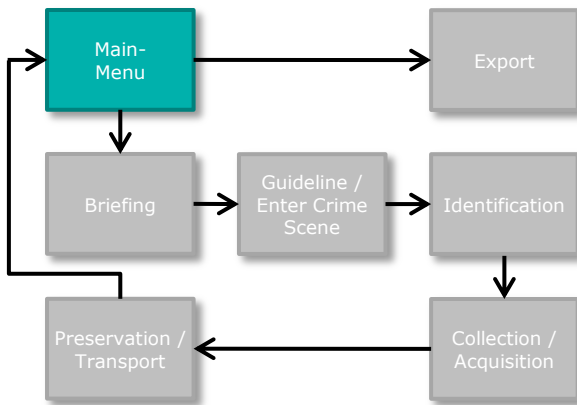 Main-
Menu
Export
Briefing
Guideline /
Enter Crime
Scene
Identification
Preservation /
Transport
Collection /
Acquisition